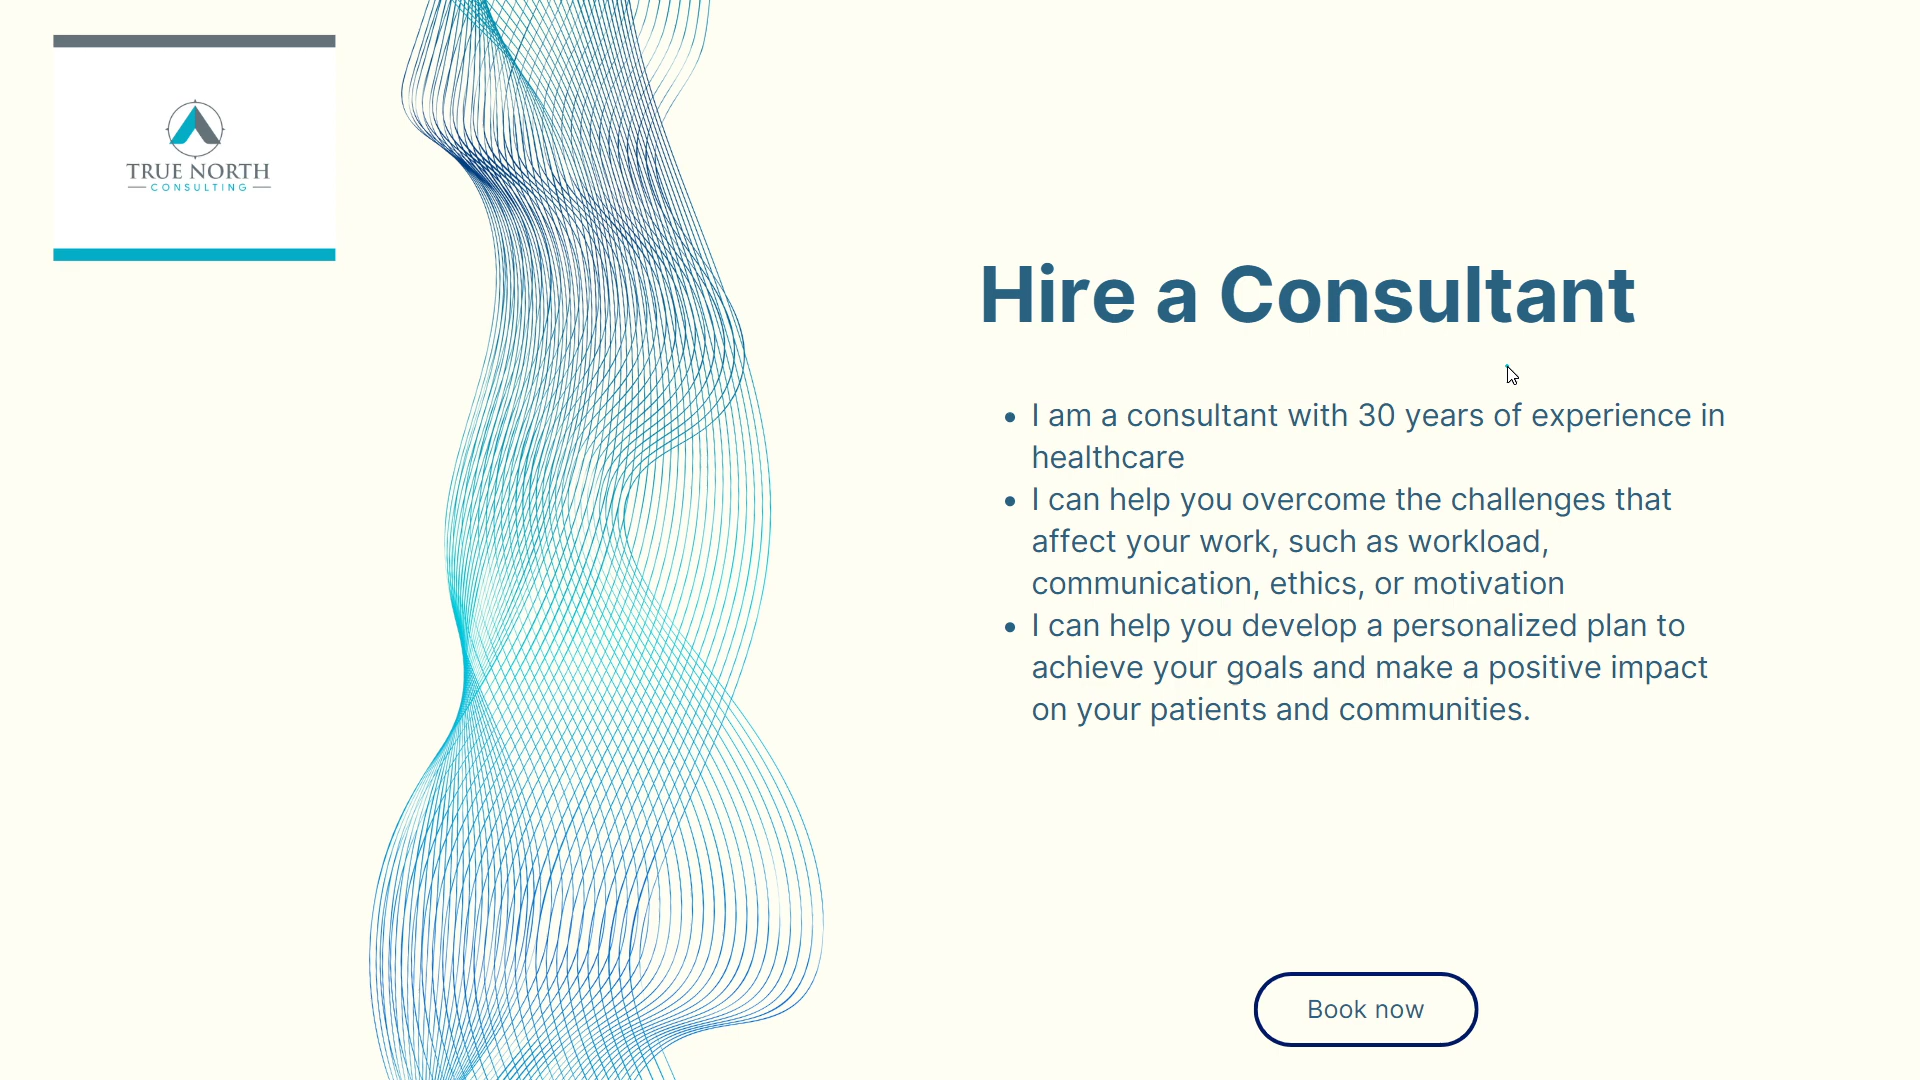 TRUE NORTH
CONSULTING
Hire a Consultant
• I am a consultant with 30 years of experience in
healthcare
• I can help you overcome the challenges that
affect your work, such as workload,
communication, ethics, or motivation
• I can help you develop a personalized plan to
achieve your goals and make a positive impact
on your patients and communities.
Book now